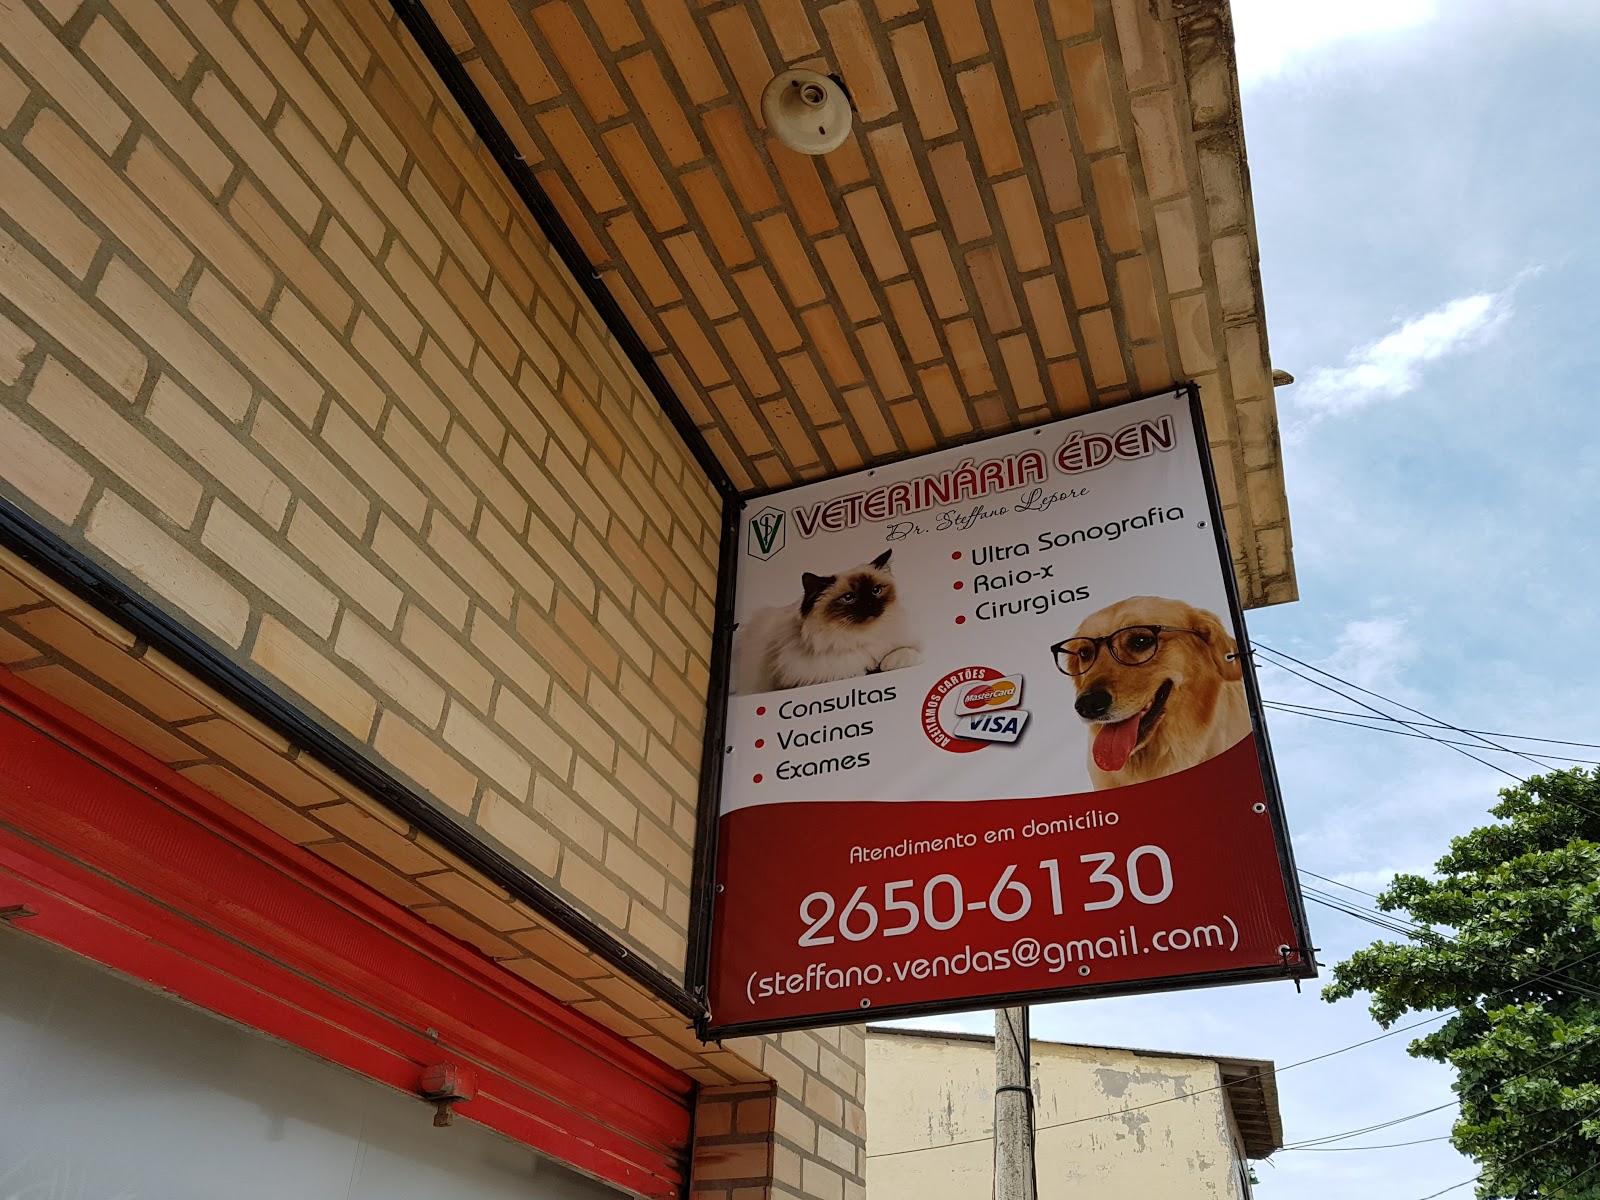 V
VETERINÁRIA ÉDEN
Dr. Steffano Lepore
• Ultra Sonografia
• Raio-x
• Cirurgias
• Consultas
• Vacinas
• Exames
ACEITAMOS CARTÕES
MasterCard
VISA
Atendimento em domicílio
2650-6130
(steffano.vendas@gmail.com)